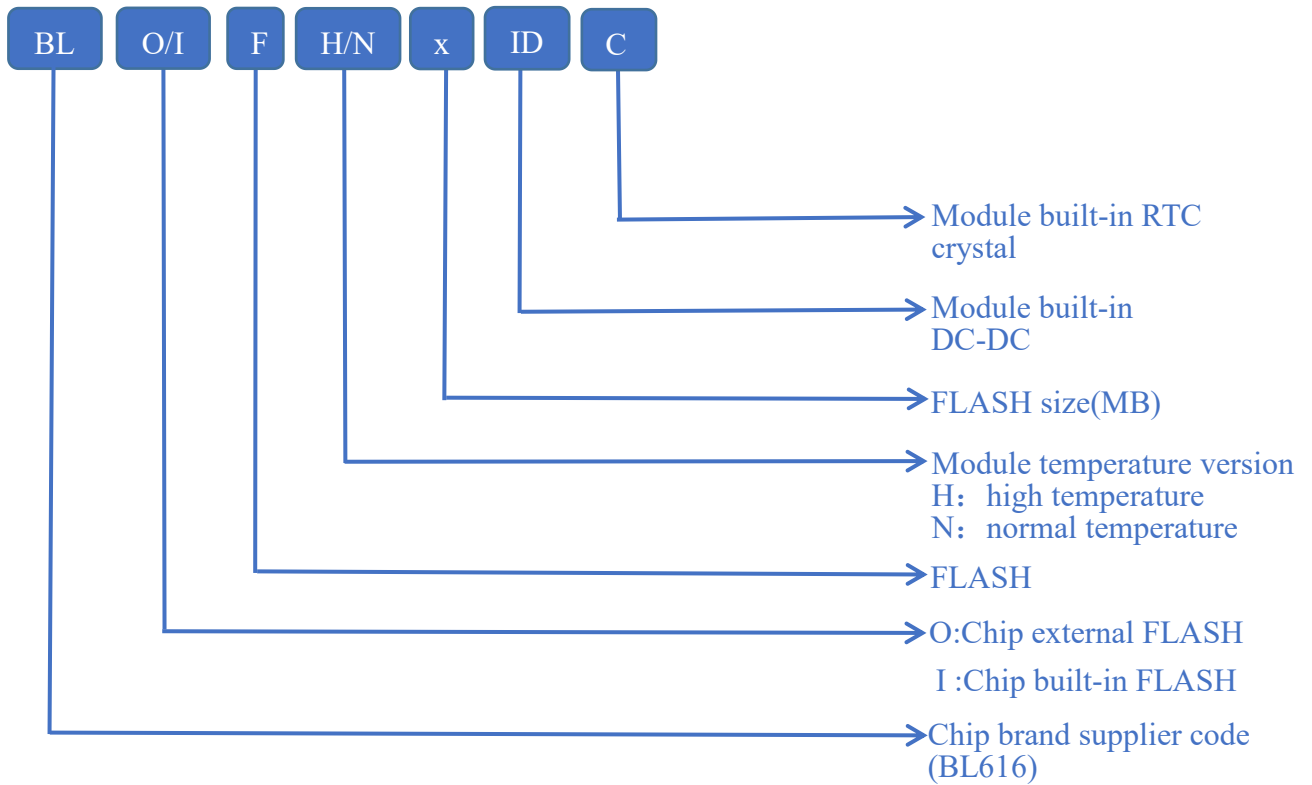 BL O/I F H/N x ID C
Module built-in RTC
crystal
Module built-in
DC-DC
FLASH size(MB)
Module temperature version
H： high temperature
N： normal temperature
FLASH
O:Chip external FLASH
I :Chip built-in FLASH
Chip brand supplier code
(BL616)